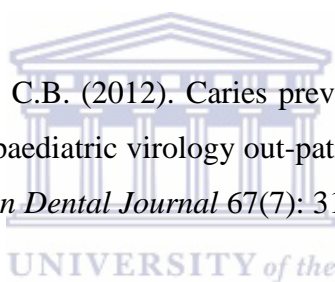 C.B. (2012). Caries prev
paediatric virology out-pat
n Dental Journal 67(7): 31
UNIVERSITY of the